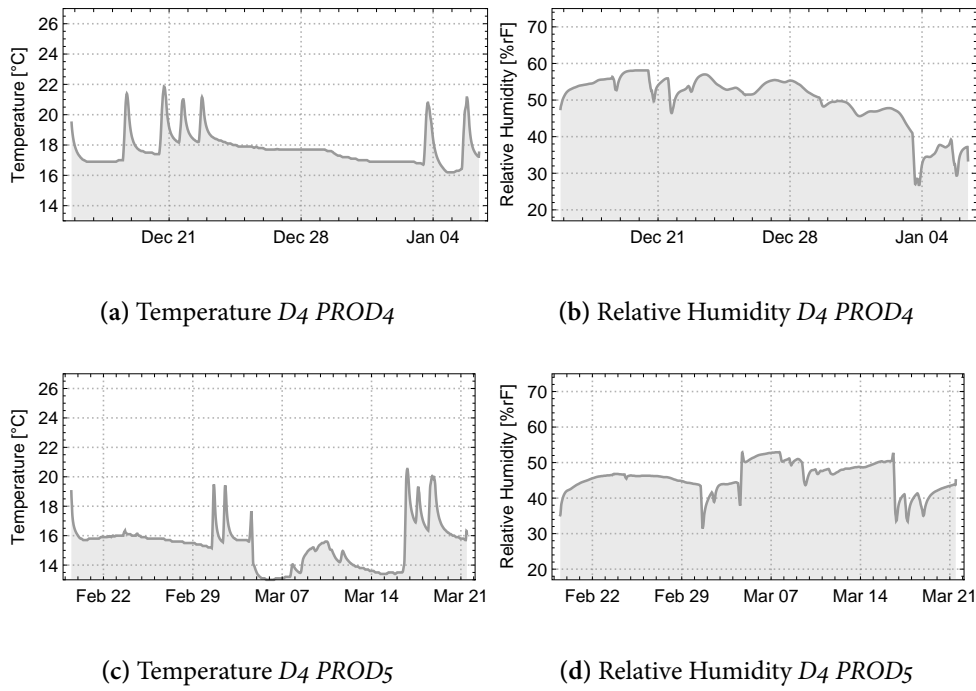 Temperature [°C]
26
24
22
20
18
16
14
Dec 21 Dec 28 Jan 04
Relative Humidity [%rF]
70
60
50
40
30
20
Dec 21 Dec 28 Jan 04
(a) Temperature D4 PROD4
(b) Relative Humidity D4 PROD4
Temperature [°C]
26
24
22
20
18
16
14
Feb 22 Feb 29 Mar 07 Mar 14 Mar 21
Relative Humidity [%rF]
70
60
50
40
30
20
Feb 22 Feb 29 Mar 07 Mar 14 Mar 21
(c) Temperature D4 PROD5
(d) Relative Humidity D4 PROD5